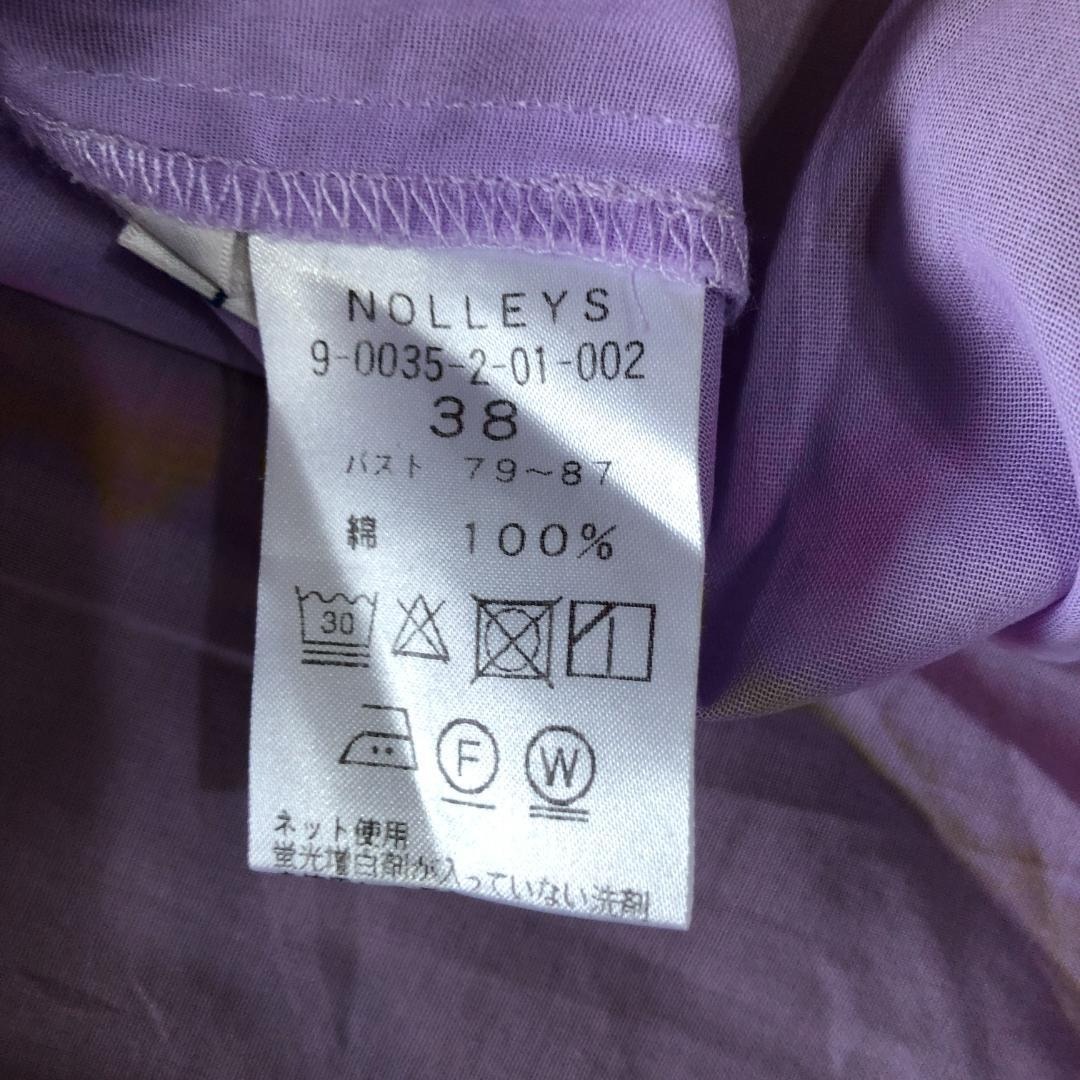 NOLLEYS
9-0035-2-01-002
38
バスト 79～87
綿 100%
30
F W
ネット使用
蛍光増白剤が入っていない洗剤